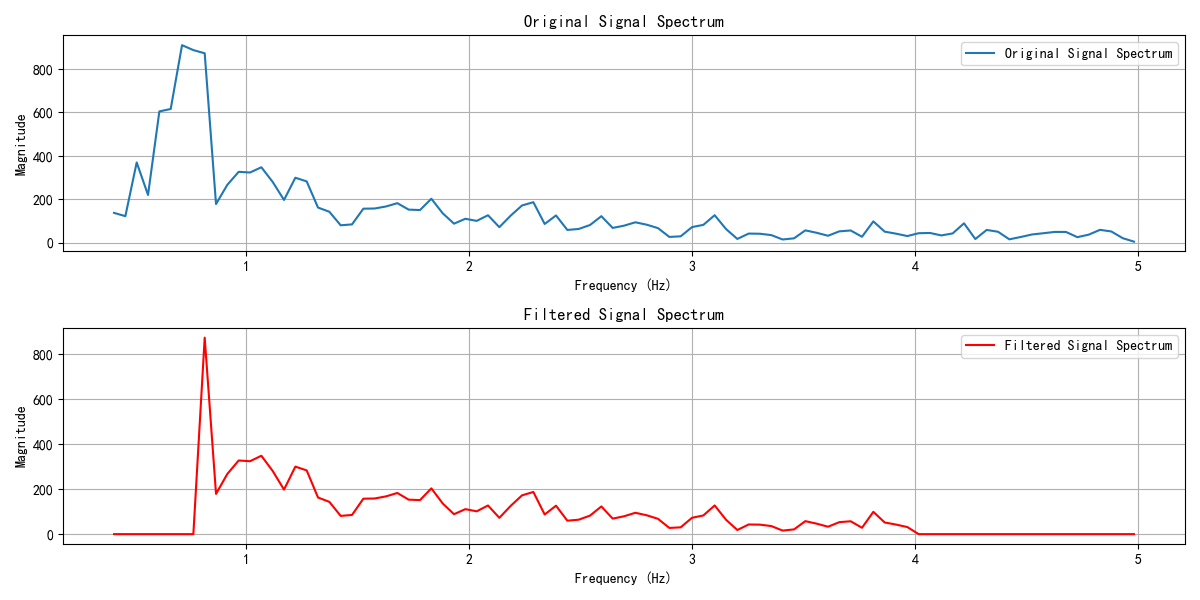 Original Signal Spectrum
Original Signal Spectrum
Magnitude
800
600
400
200
0
1
2
3
4
5
Frequency (Hz)
Filtered Signal Spectrum
Filtered Signal Spectrum
Magnitude
800
600
400
200
0
1
2
3
4
5
Frequency (Hz)